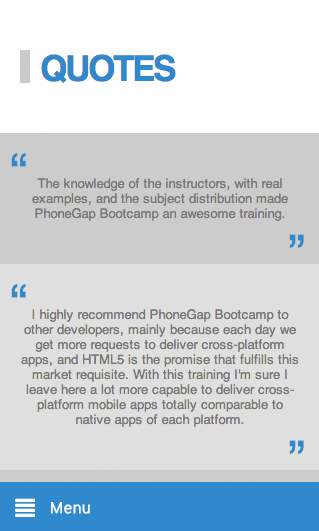 QUOTES
“
The knowledge of the instructors, with real
examples, and the subject distribution made
PhoneGap Bootcamp an awesome training.
”
“
I highly recommend PhoneGap Bootcamp to
other developers, mainly because each day we
get more requests to deliver cross-platform
apps, and HTML5 is the promise that fulfills this
market requisite. With this training I'm sure I
leave here a lot more capable to deliver cross-
platform mobile apps totally comparable to
native apps of each platform.
”
Menu